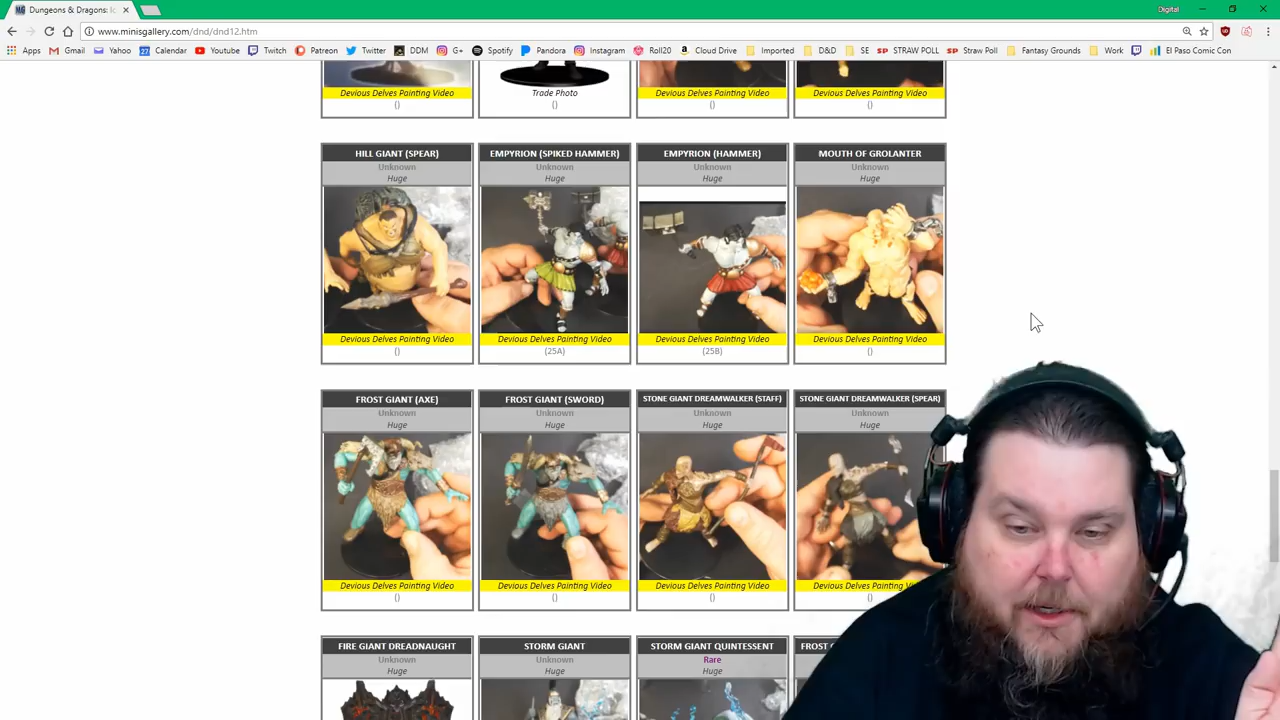 Dungeons & Dragons: Ic
Digital
www.minisgallery.com/dnd/dnd12.htm
Apps Gmail Yahoo 27 Calendar YouTube Twitch Patreon Twitter DDM G+ Spotify Pandora Instagram Roll20 Cloud Drive Imported D&D SE SP STRAW POLL SP Straw Poll Fantasy Grounds Work El Paso Comic Con
Devious Delves Painting Video Trade Photo Devious Delves Painting Video Devious Delves Painting Video
() () () ()
HILL GIANT (SPEAR) EMPYRION (SPIKED HAMMER) EMPYRION (HAMMER) MOUTH OF GROLANTER
Unknown Unknown Unknown Unknown
Huge Huge Huge Huge
Devious Delves Painting Video Devious Delves Painting Video Devious Delves Painting Video Devious Delves Painting Video
() (25A) (25B) ()
FROST GIANT (AXE) FROST GIANT (SWORD) STONE GIANT DREAMWALKER (STAFF) STONE GIANT DREAMWALKER (SPEAR)
Unknown Unknown Unknown Unknown
Huge Huge Huge Huge
Devious Delves Painting Video Devious Delves Painting Video Devious Delves Painting Video Devious Delves Painting V
() () () ()
FIRE GIANT DREADNAUGHT STORM GIANT STORM GIANT QUINTESSENT FROST G
Unknown Unknown Rare
Huge Huge Huge